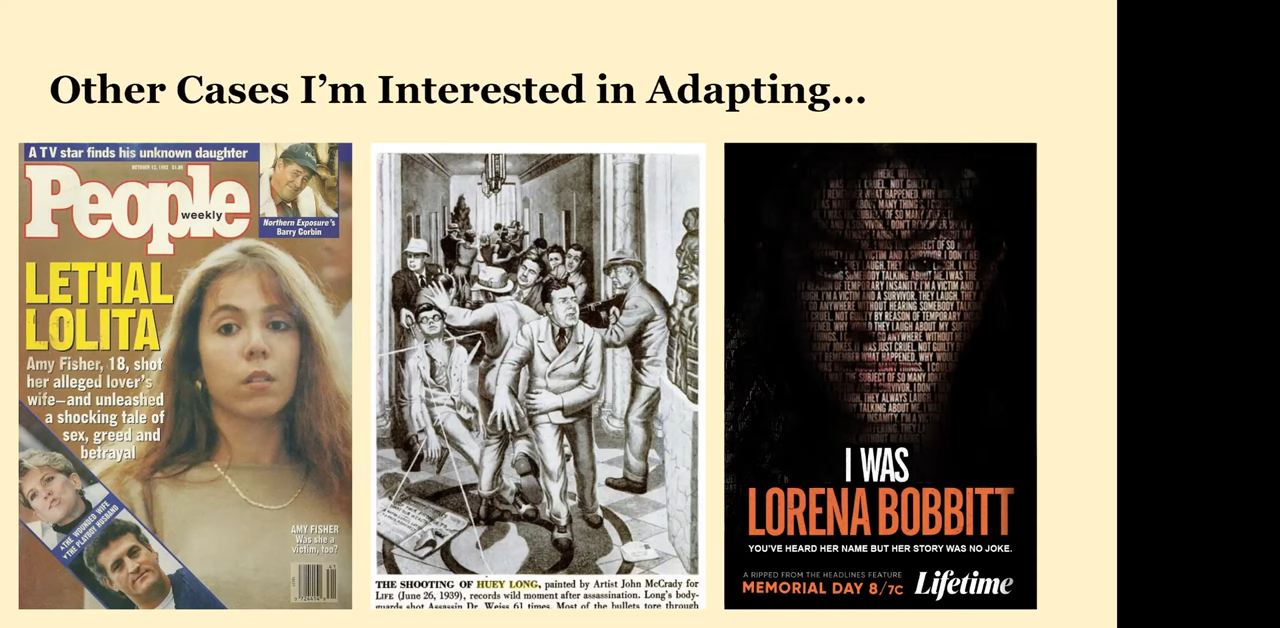 Other Cases I’m Interested in Adapting…
A TV star finds his unknown daughter
OCTOBER 12, 1992 $1.99
People
weekly
Northern Exposure's
Barry Corbin
LETHAL
LOLITA
Amy Fisher, 18, shot
her alleged lover's
wife—and unleashed
a shocking tale of
sex, greed and
betrayal
▲THE WOUNDED WIFE
▼THE PLAYBOY HUSBAND
AMY FISHER
Was she a
victim, too?
THE SHOOTING OF HUEY LONG, painted by Artist John McCrady for
LIFE (June 26, 1939), records wild moment after assassination. Long's body-
guards shot Assassin Dr. Weiss 61 times. Most of the bullets tore through
I WAS
LORENA BOBBITT
YOU'VE HEARD HER NAME BUT HER STORY WAS NO JOKE.
A RIPPED FROM THE HEADLINES FEATURE
MEMORIAL DAY 8/7C
Lifetime